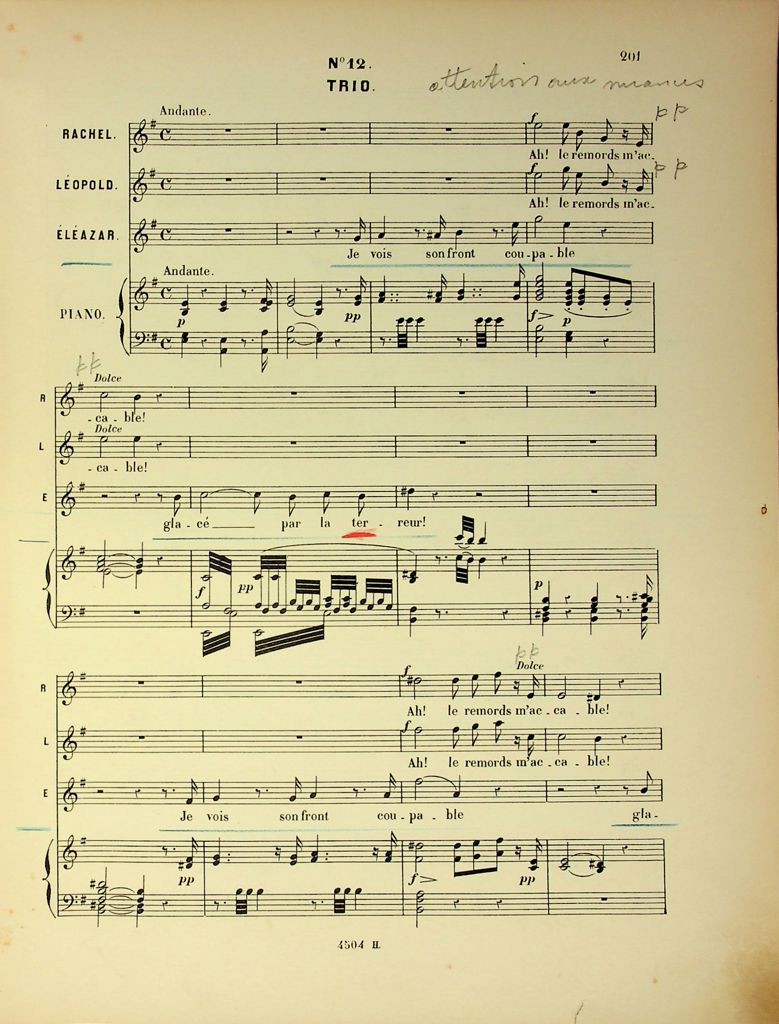 201
Nº 12.
TRIO.
attentions aux nuances
Andante.
f
pp
RACHEL.
Ah! le remords m'ac-
pp
LÉOPOLD.
f
Ah! le remords m'ac-
ÉLÉAZAR.
Je vois son front cou-pa-ble
Andante.
PIANO.
p pp f> p
pp
Dolce
R
-ca-ble!
Dolce
L
-ca-ble!
E
gla-cé____ par la ter-reur!
f pp p
pp
f Dolce
R
Ah! le remords m'ac-ca-ble!
f
L
Ah! le remords m'ac-ca-ble!
E
Je vois son front cou-pa-ble gla-
pp f> pp
4504 H.